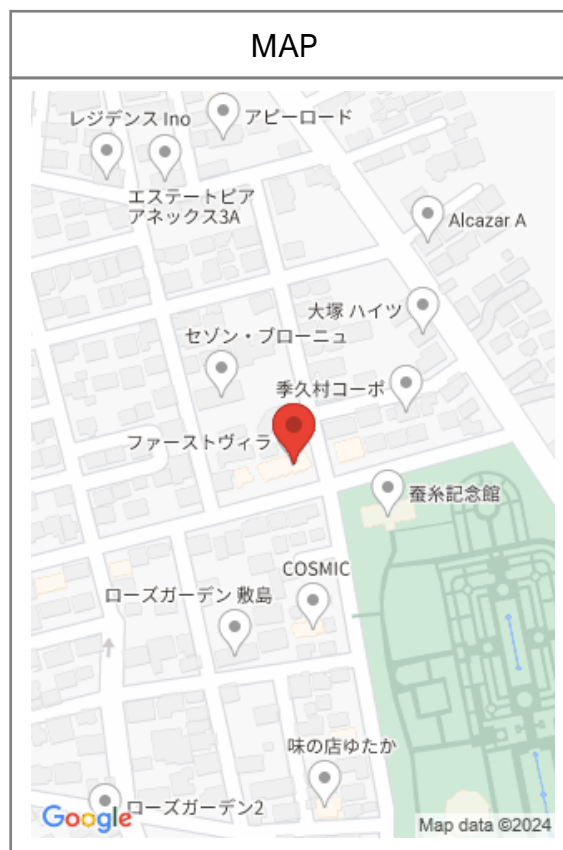 MAP
アビーロード
レジデンス Ino
エステートピア
アネックス3A
Alcazar A
大塚 ハイツ
セゾン・ブローニュ
季久村コーポ
ファーストヴィラ
蚕糸記念館
COSMIC
ローズガーデン 敷島
味の店ゆたか
ローズガーデン2
Google
Map data ©2024